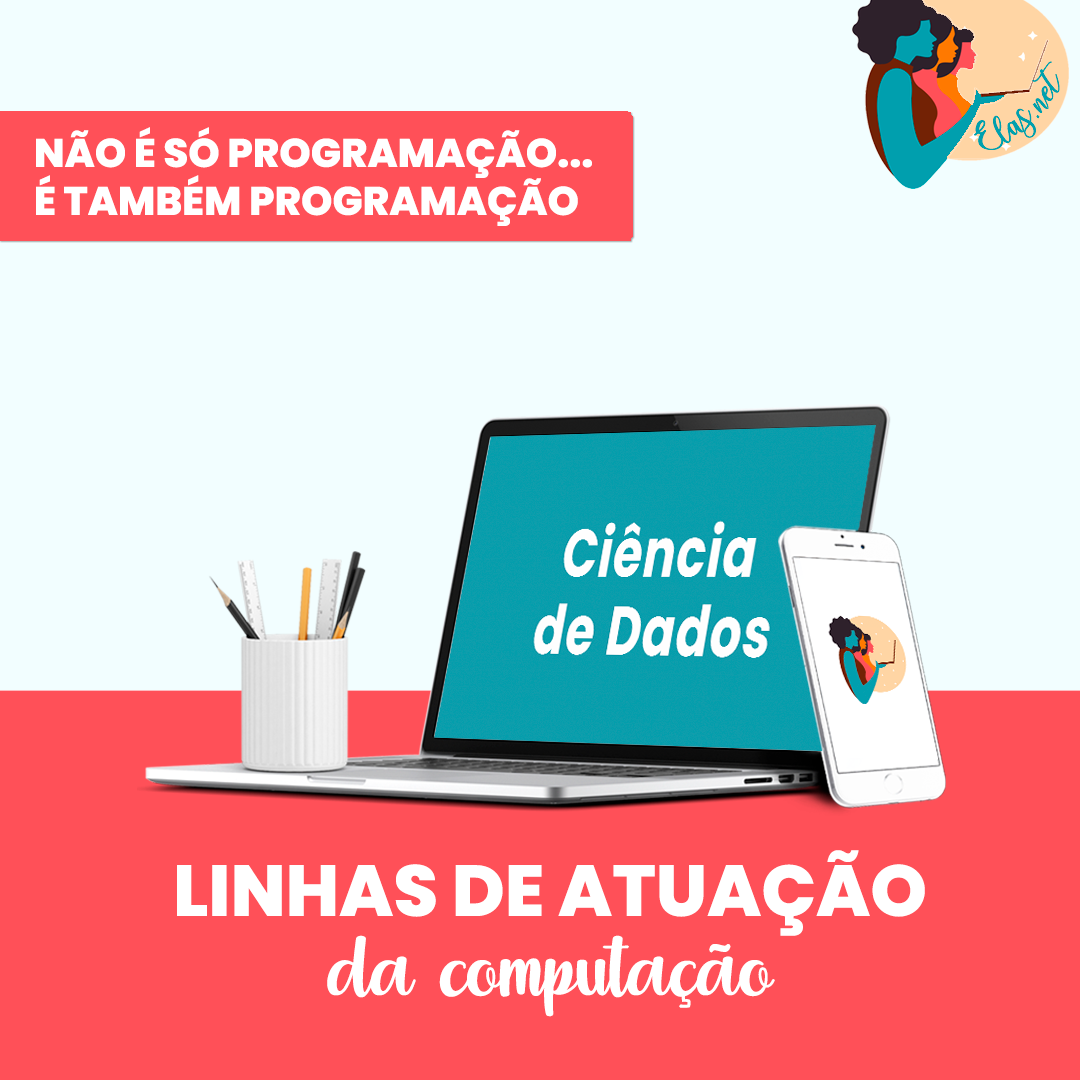 Elas.net
NÃO É SÓ PROGRAMAÇÃO...
É TAMBÉM PROGRAMAÇÃO
Ciência
de Dados
LINHAS DE ATUAÇÃO
da computação